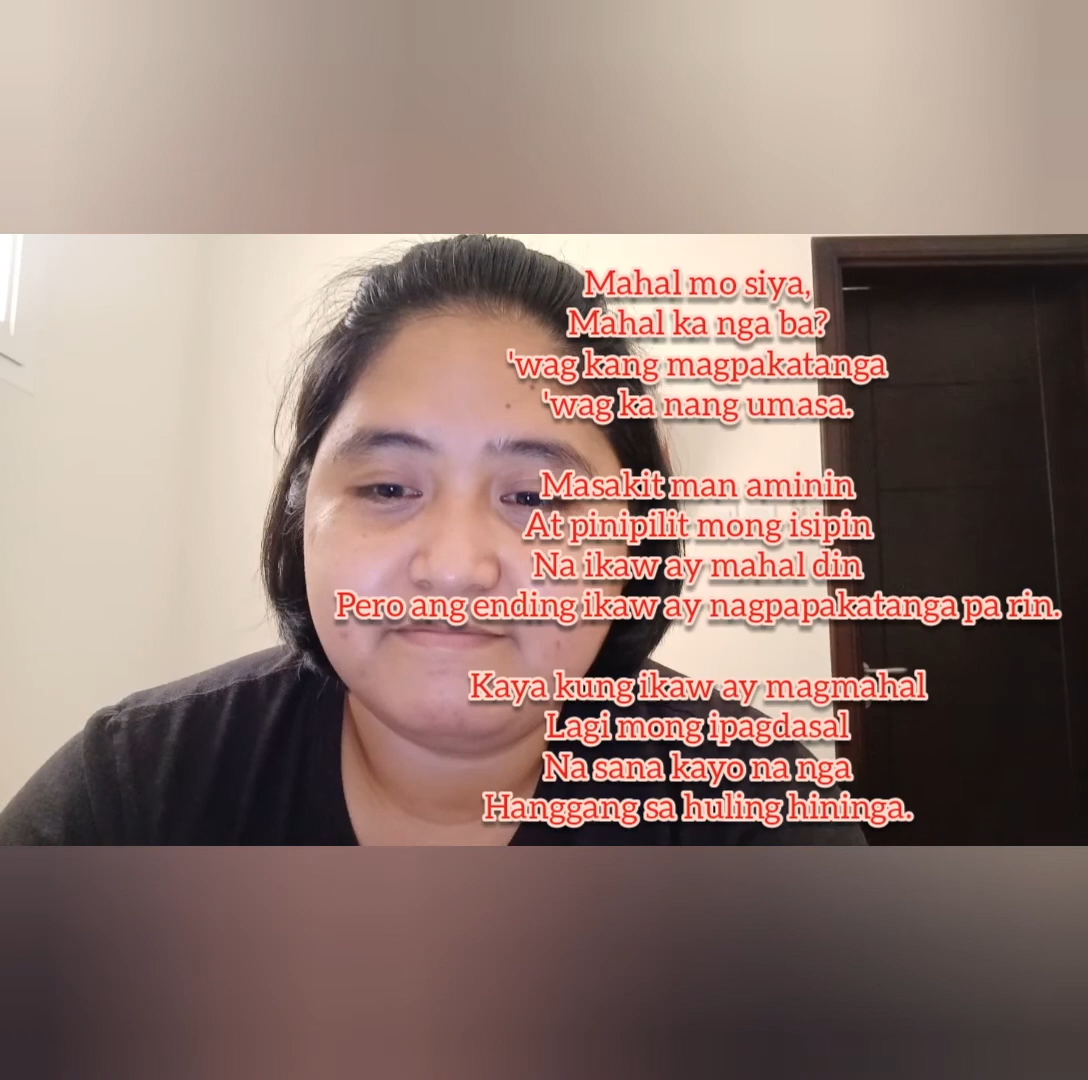 Mahal mo siya,
Mahal ka nga ba?
'wag kang magpakatanga
'wag ka nang umasa.
Masakit man aminin
At pinipilit mong isipin
Na ikaw ay mahal din
Pero ang ending ikaw ay nagpapakatanga pa rin.
Kaya kung ikaw ay magmahal
Lagi mong ipagdasal
Na sana kayo na nga
Hanggang sa huling hininga.